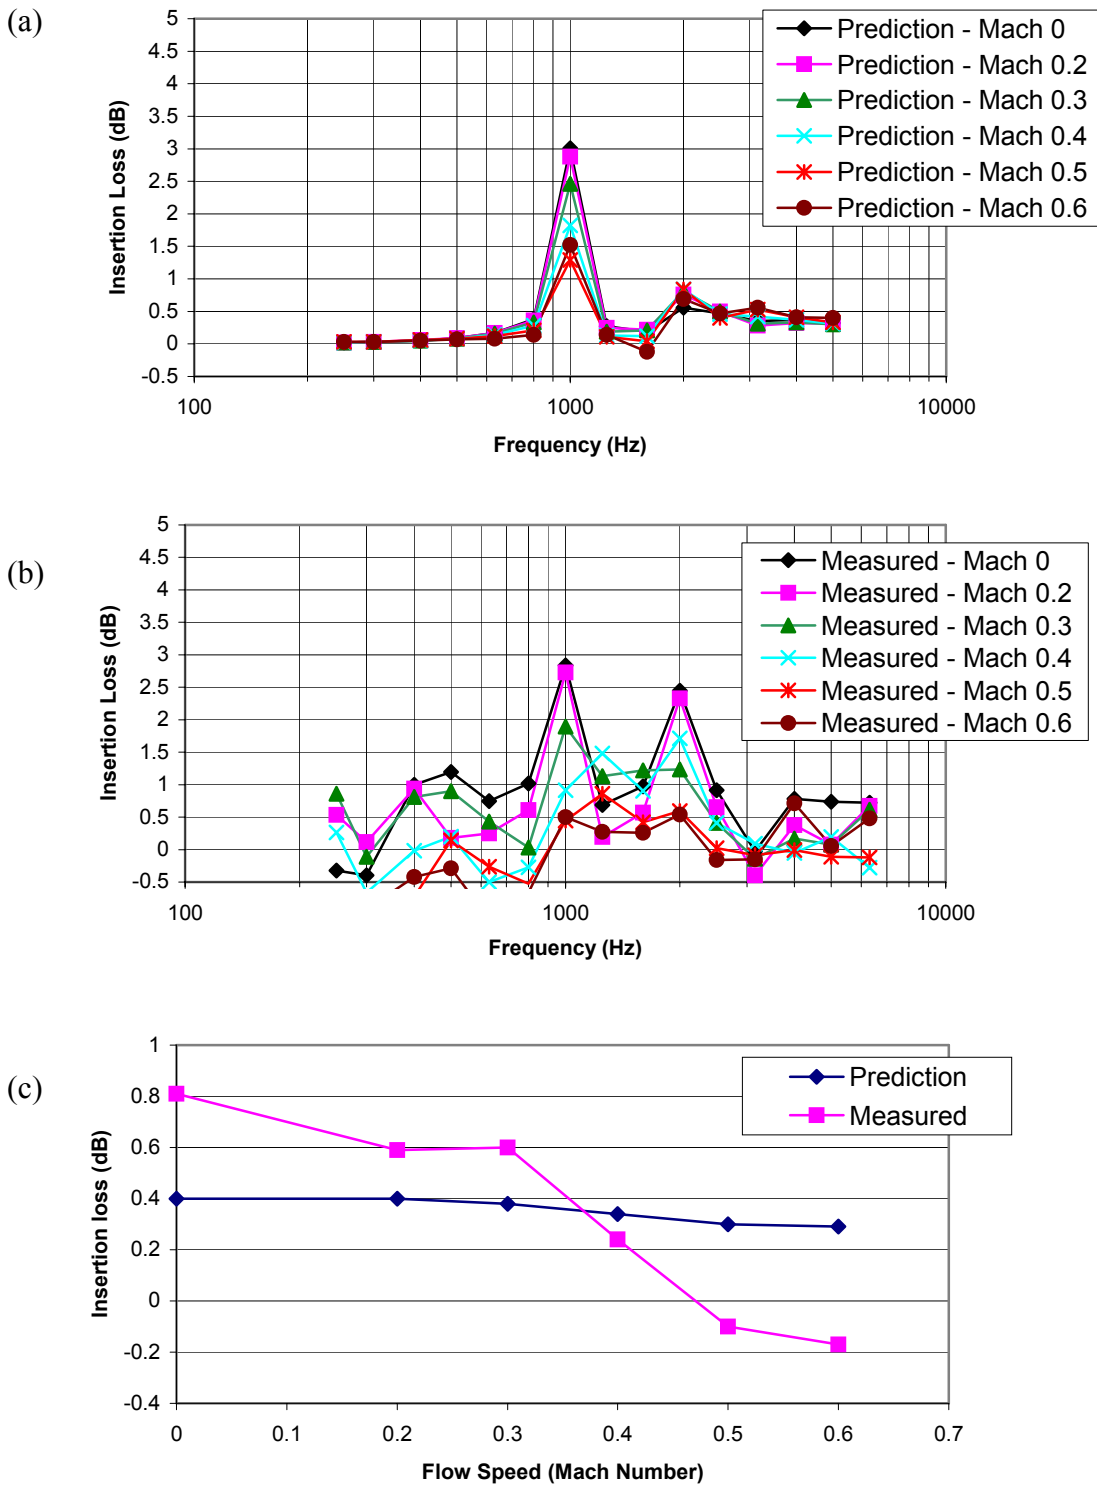 (a)
5
4.5
4
3.5
3
2.5
2
1.5
1
0.5
0
-0.5
Insertion Loss (dB)
100 1000 10000
Frequency (Hz)
Prediction - Mach 0
Prediction - Mach 0.2
Prediction - Mach 0.3
Prediction - Mach 0.4
Prediction - Mach 0.5
Prediction - Mach 0.6
(b)
5
4.5
4
3.5
3
2.5
2
1.5
1
0.5
0
-0.5
Insertion Loss (dB)
100 1000 10000
Frequency (Hz)
Measured - Mach 0
Measured - Mach 0.2
Measured - Mach 0.3
Measured - Mach 0.4
Measured - Mach 0.5
Measured - Mach 0.6
(c)
1
0.8
0.6
0.4
0.2
0
-0.2
-0.4
Insertion loss (dB)
0 0.1 0.2 0.3 0.4 0.5 0.6 0.7
Flow Speed (Mach Number)
Prediction
Measured